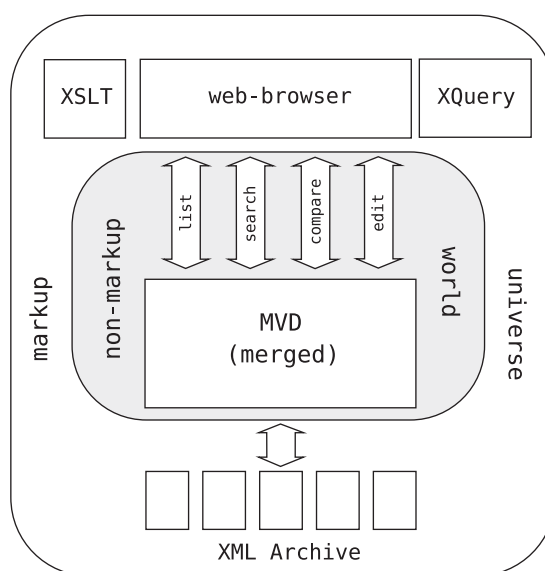 XSLT
web-browser
XQuery
list
search
compare
edit
markup
non-markup
world
universe
MVD
(merged)
XML Archive